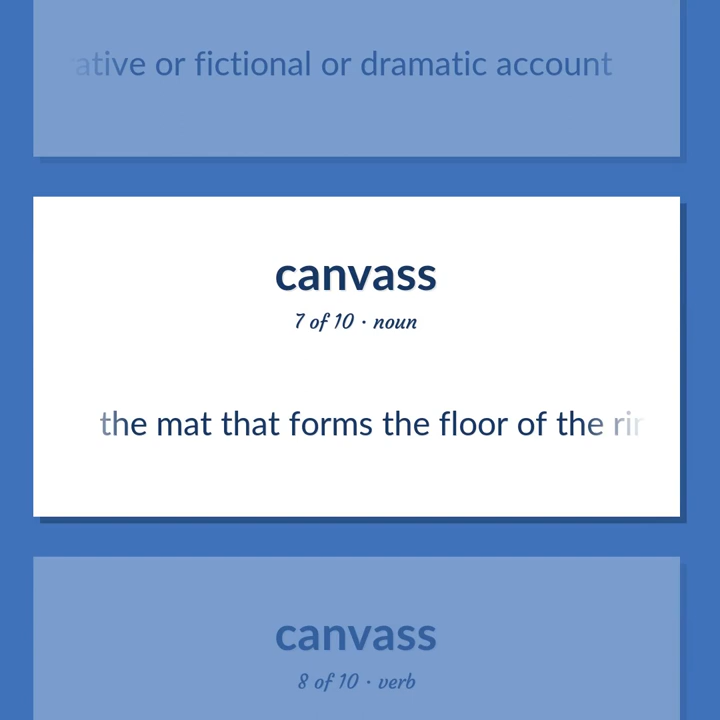 or fictional or dramatic account
canvass
7 of 10 · noun
the mat that forms the floor of the
canvass
8 of 10 · verb